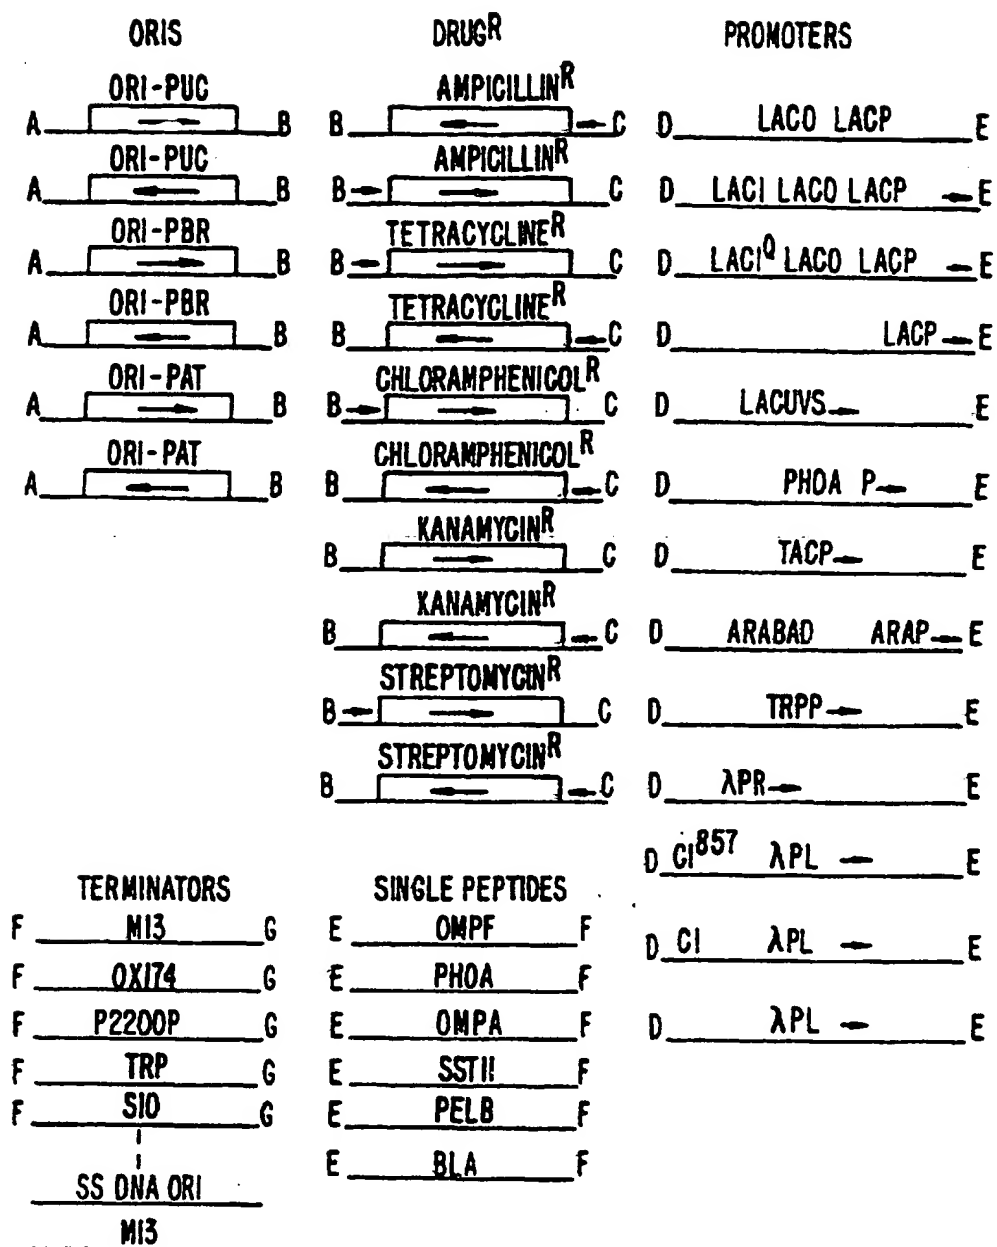 ORIS
ORI-PUC
A B
ORI-PUC
A B
ORI-PBR
A B
ORI-PBR
A B
ORI-PAT
A B
ORI-PAT
A B
DRUGR
AMPICILLINR
B C
AMPICILLINR
B C
TETRACYCLINER
B C
TETRACYCLINER
B C
CHLORAMPHENICOLR
B C
CHLORAMPHENICOLR
B C
KANAMYCINR
B C
KANAMYCINR
B C
STREPTOMYCINR
B C
STREPTOMYCINR
B C
PROMOTERS
D LACO LACP E
D LACI LACO LACP E
D LACIQ LACO LACP E
D LACP E
D LACUVS E
D PHOA P E
D TACP E
D ARABAD ARAP E
D TRPP E
D λPR E
D CI857 λPL E
D CI λPL E
D λPL E
TERMINATORS
F M13 G
F OX174 G
F P22OOP G
F TRP G
F S10 G
SS DNA ORI
M13
SINGLE PEPTIDES
E OMPF F
E PHOA F
E OMPA F
E SSTII F
E PELB F
E BLA F